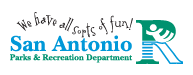 We have all sorts of fun!
San Antonio
Parks & Recreation Department
R